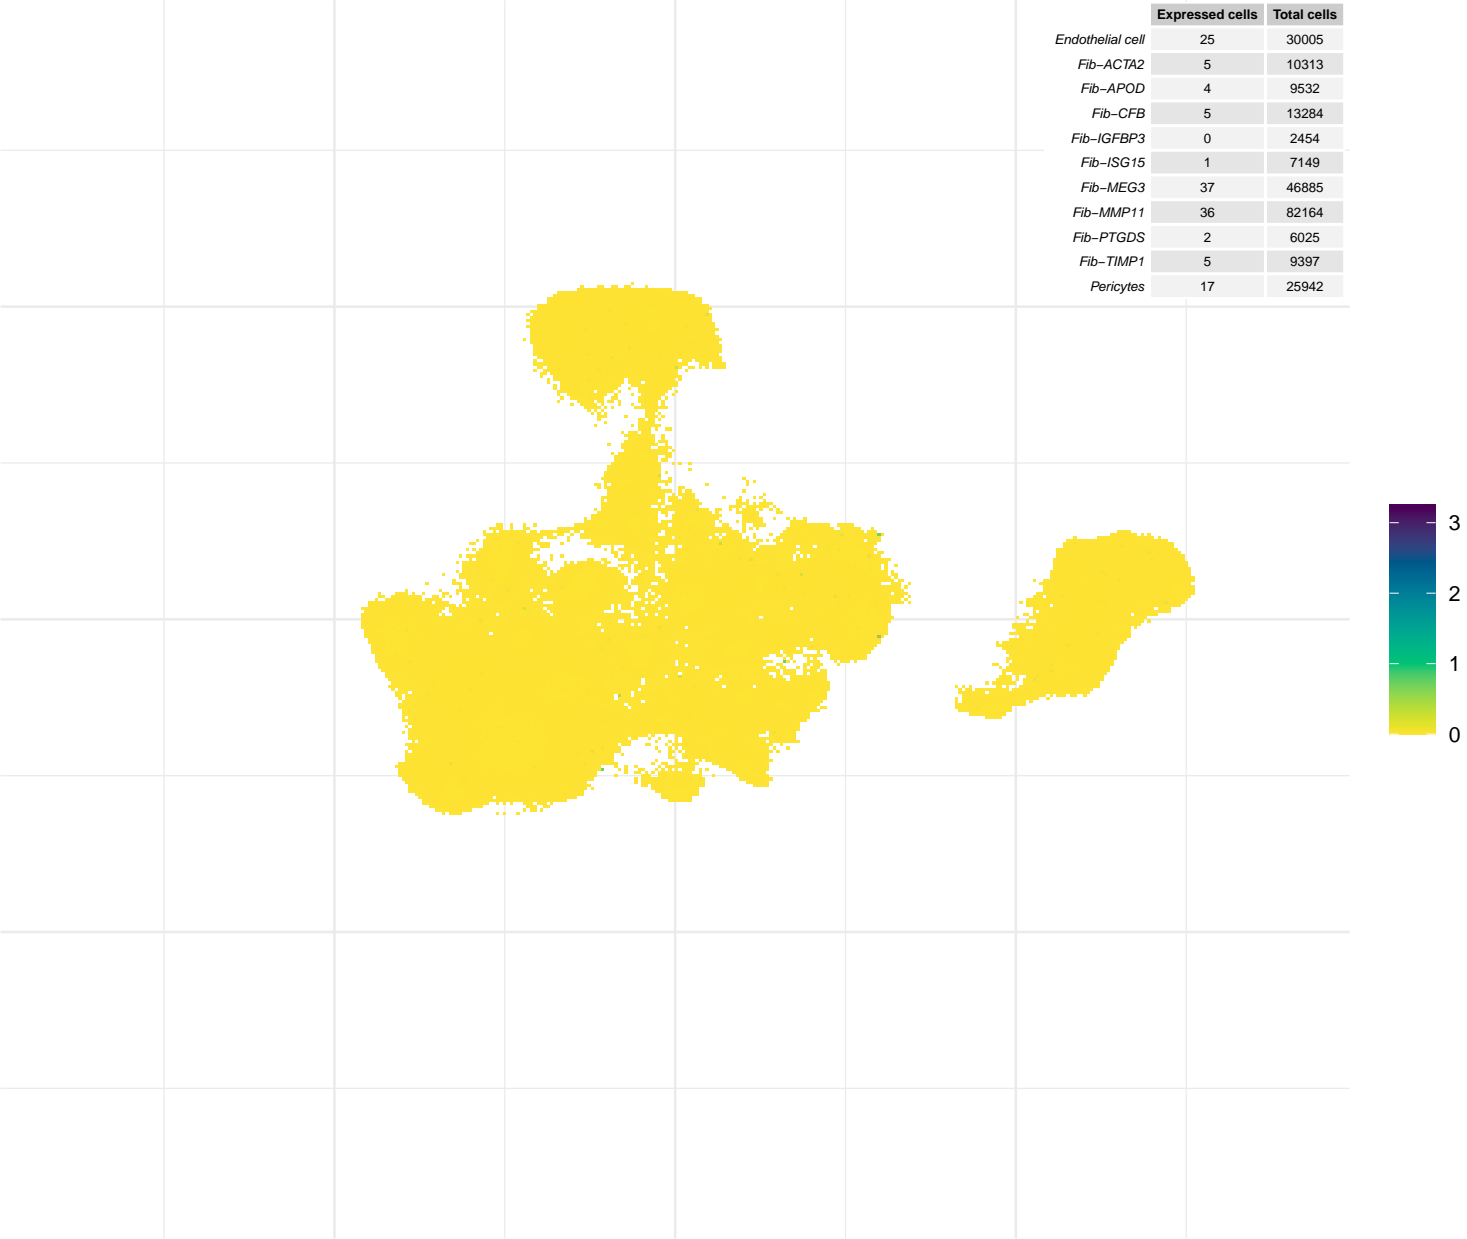 Expressed cells Total cells
Endothelial cell 25 30005
Fib−ACTA2 5 10313
Fib−APOD 4 9532
Fib−CFB 5 13284
Fib−IGFBP3 0 2454
Fib−ISG15 1 7149
Fib−MEG3 37 46885
Fib−MMP11 36 82164
Fib−PTGDS 2 6025
Fib−TIMP1 5 9397
Pericytes 17 25942
3
2
1
0